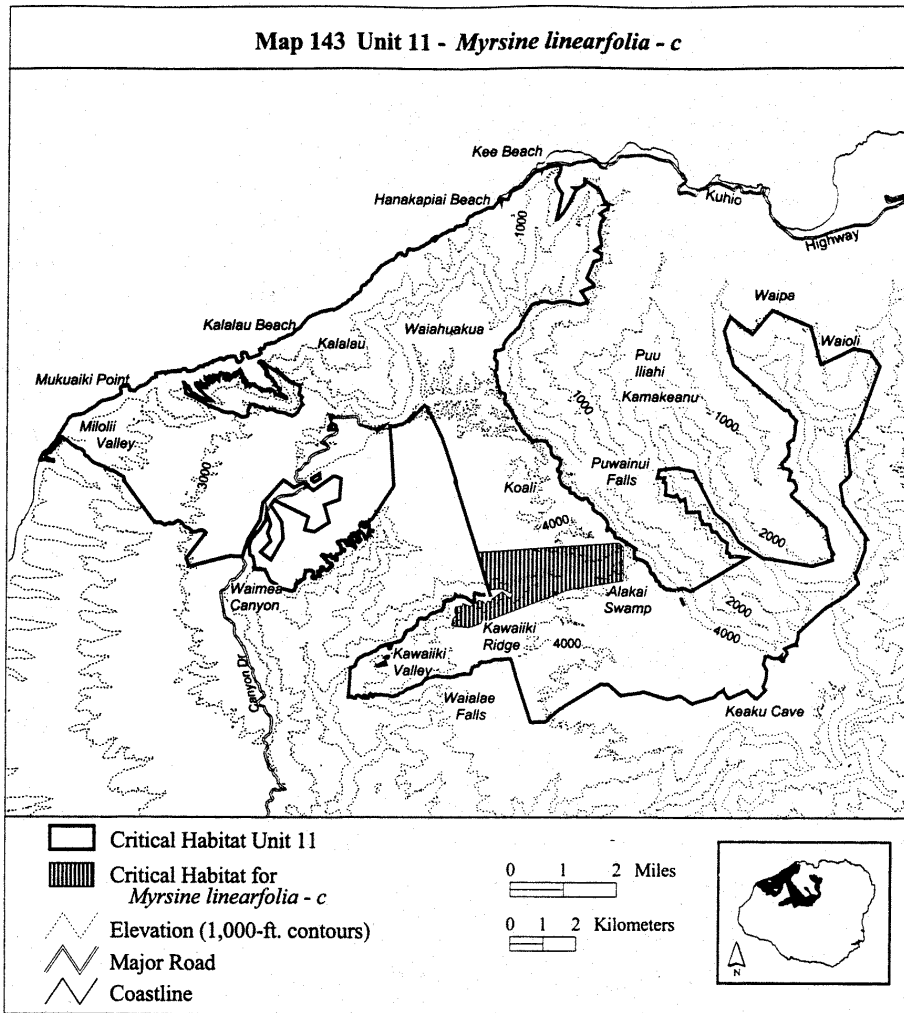 Map 143 Unit 11 - Myrsine linearfolia - c
Kee Beach
Hanakapiai Beach
Kuhio
Highway
1000
Waipa
Kalalau Beach
Kalalau
Waiahuakua
Waioli
Puu
Iliahi
Mukuaiki Point
Kamakeanu
1000
1000
Milolii
Valley
3000
Puwainui
Falls
Koali
4000
2000
Waimea
Canyon
Alakai
Swamp
2000
Kawaiiki
Ridge
4000
4000
Kawaiiki
Valley
Canyon Dr
Waialae
Falls
Keaku Cave
Critical Habitat Unit 11
Critical Habitat for
Myrsine linearfolia - c
Elevation (1,000-ft. contours)
Major Road
Coastline
0 1 2 Miles
0 1 2 Kilometers
N